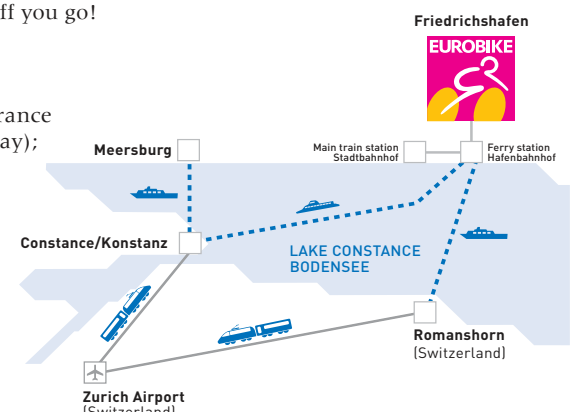 ff you go!
rance
ay);
Friedrichshafen
EUROBIKE
Meersburg
Main train station
Stadtbahnhof
Ferry station
Hafenbahnhof
Constance/Konstanz
LAKE CONSTANCE
BODENSEE
Romanshorn
(Switzerland)
Zurich Airport
(Switzerland)